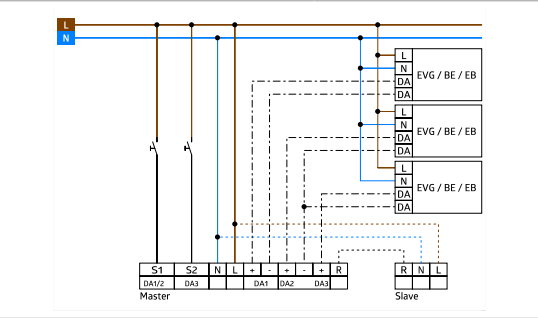 L
N
L
N EVG / BE / EB
DA
DA
L
N EVG / BE / EB
DA
DA
L
N EVG / BE / EB
DA
DA
S1 S2 N L + - + - + R R N L
DA1/2 DA3 DA1 DA2 DA3
Master Slave